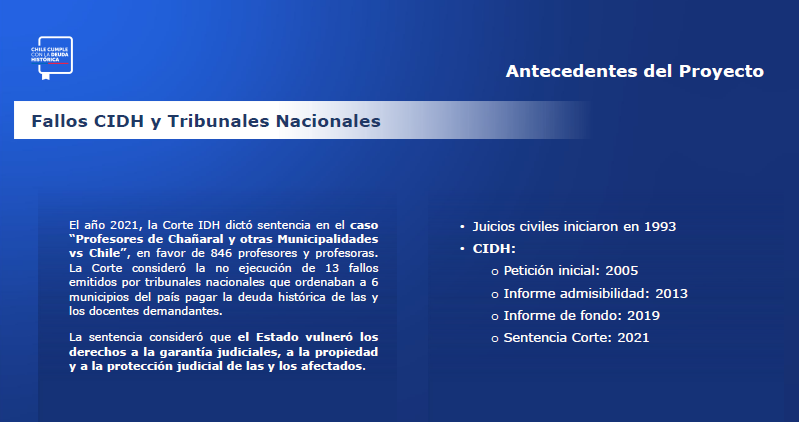 CHILE CUMPLE
CON LA DEUDA
HISTÓRICA
Antecedentes del Proyecto
Fallos CIDH y Tribunales Nacionales
El año 2021, la Corte IDH dictó sentencia en el caso
“Profesores de Chañaral y otras Municipalidades
vs Chile”, en favor de 846 profesores y profesoras.
La Corte consideró la no ejecución de 13 fallos
emitidos por tribunales nacionales que ordenaban a 6
municipios del país pagar la deuda histórica de las y
los docentes demandantes.
La sentencia consideró que el Estado vulneró los
derechos a la garantía judiciales, a la propiedad
y a la protección judicial de las y los afectados.
• Juicios civiles iniciaron en 1993
• CIDH:
o Petición inicial: 2005
o Informe admisibilidad: 2013
o Informe de fondo: 2019
o Sentencia Corte: 2021